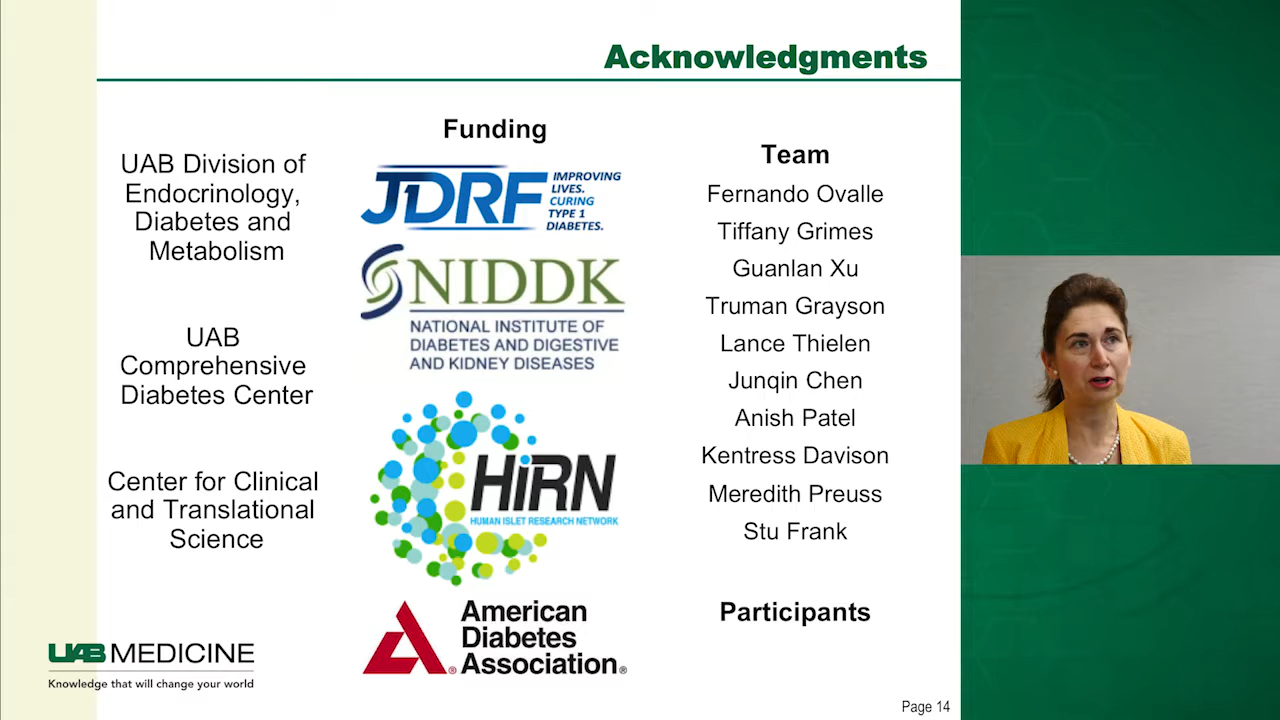 Acknowledgments
UAB Division of
Endocrinology,
Diabetes and
Metabolism
UAB
Comprehensive
Diabetes Center
Center for Clinical
and Translational
Science
Funding
JDRF
IMPROVING
LIVES.
CURING
TYPE 1
DIABETES.
NIDDK
NATIONAL INSTITUTE OF
DIABETES AND DIGESTIVE
AND KIDNEY DISEASES
HiRN
HUMAN ISLET RESEARCH NETWORK
American
Diabetes
Association®
Team
Fernando Ovalle
Tiffany Grimes
Guanlan Xu
Truman Grayson
Lance Thielen
Junqin Chen
Anish Patel
Kentress Davison
Meredith Preuss
Stu Frank
Participants
UAB MEDICINE
Knowledge that will change your world
Page 14